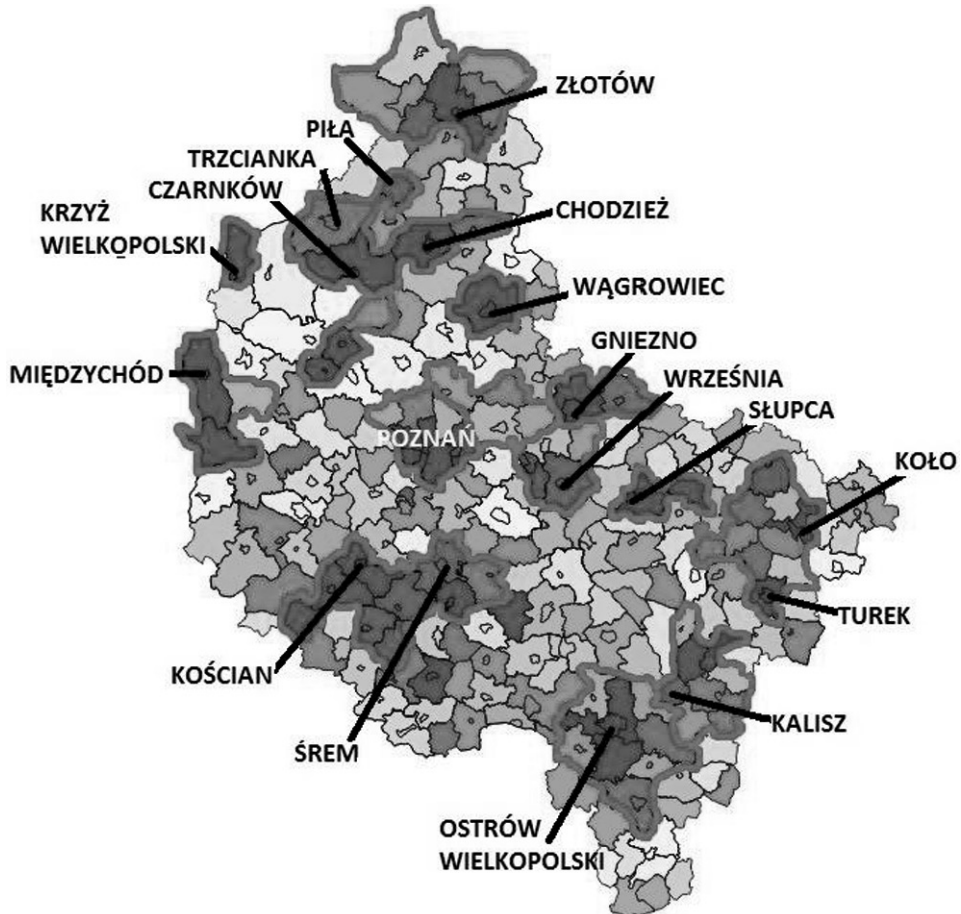 ZŁOTÓW
PIŁA
TRZCIANKA
CZARNKÓW
KRZYŻ
WIELKOPOLSKI
CHODZIEŻ
WĄGROWIEC
GNIEZNO
MIĘDZYCHÓD
WRZEŚNIA
SŁUPCA
POZNAŃ
KOŁO
TUREK
KOŚCIAN
KALISZ
ŚREM
OSTRÓW
WIELKOPOLSKI